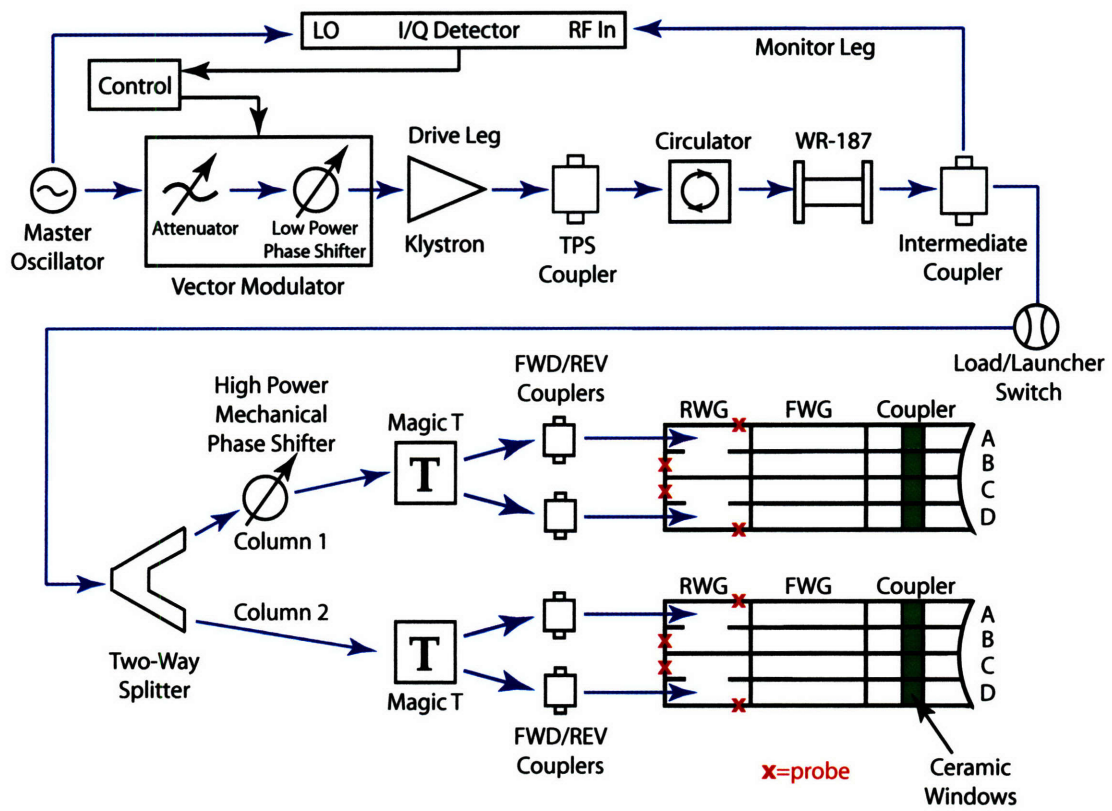 LO I/Q Detector RF In
Monitor Leg
Control
Drive Leg
Circulator
WR-187
Attenuator
Low Power
Phase Shifter
Master
Oscillator
Vector Modulator
Klystron
TPS
Coupler
Intermediate
Coupler
Load/Launcher
Switch
High Power
Mechanical
Phase Shifter
Magic T
T
FWD/REV
Couplers
RWG FWG Coupler
A
B
C
D
Column 1
Two-Way
Splitter
Column 2
T
Magic T
FWD/REV
Couplers
RWG FWG Coupler
A
B
C
D
x=probe
Ceramic
Windows